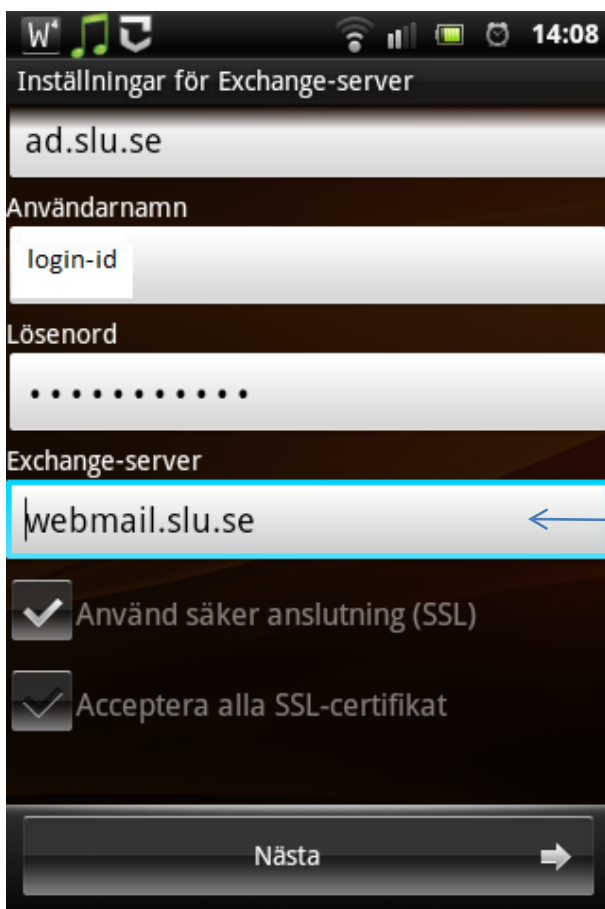 W4
14:08
Inställningar för Exchange-server
ad.slu.se
Användarnamn
login-id
Lösenord
Exchange-server
webmail.slu.se
Använd säker anslutning (SSL)
Acceptera alla SSL-certifikat
Nästa